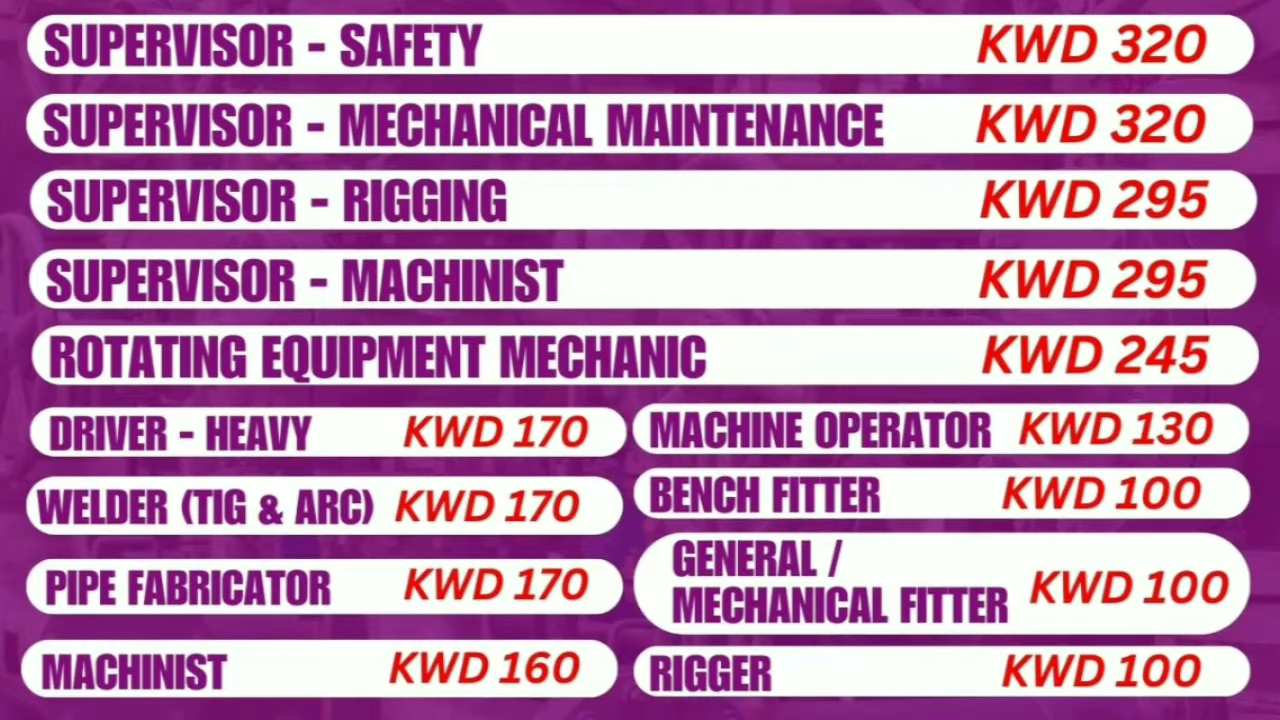 SUPERVISOR - SAFETY KWD 320
SUPERVISOR - MECHANICAL MAINTENANCE KWD 320
SUPERVISOR - RIGGING KWD 295
SUPERVISOR - MACHINIST KWD 295
ROTATING EQUIPMENT MECHANIC KWD 245
DRIVER - HEAVY KWD 170
WELDER (TIG & ARC) KWD 170
PIPE FABRICATOR KWD 170
MACHINIST KWD 160
MACHINE OPERATOR KWD 130
BENCH FITTER KWD 100
GENERAL /
MECHANICAL FITTER KWD 100
RIGGER KWD 100